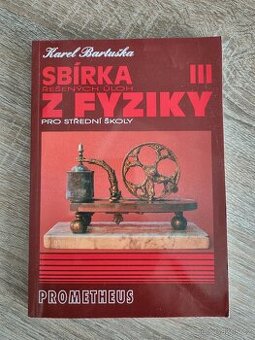 Karel Bartuška
SBÍRKA III
ŘEŠENÝCH ÚLOH
Z FYZIKY
PRO STŘEDNÍ ŠKOLY
PROMETHEUS